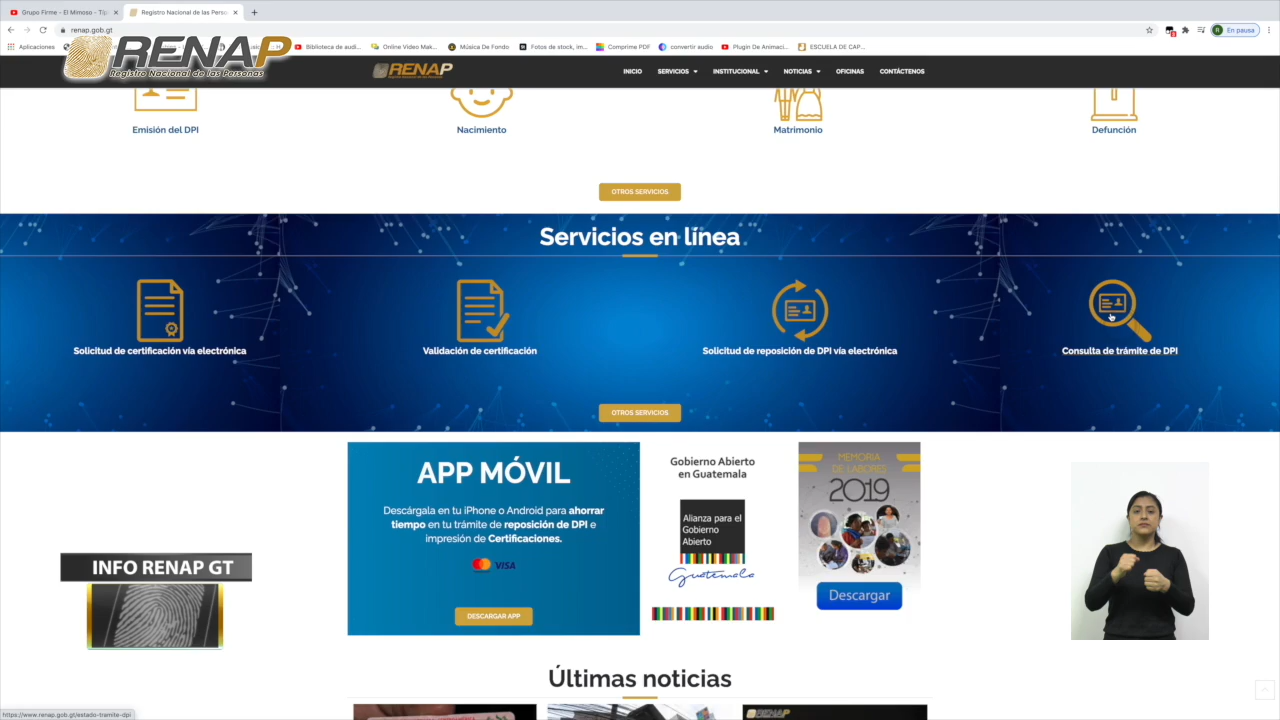 Grupo Firme - El Mimoso - Tip
Registro Nacional de las Perso
renap.gob.gt
En pausa
Aplicaciones
Biblioteca de audi...
Online Video Mak...
Música De Fondo
Fotos de stock, im...
Comprime PDF
convertir audio
Plugin De Animaci...
ESCUELA DE CAP...
RENAP
Registro Nacional de las Personas
RENAP
INICIO
SERVICIOS
INSTITUCIONAL
NOTICIAS
OFICINAS
CONTÁCTENOS
Emisión del DPI
Nacimiento
Matrimonio
Defunción
OTROS SERVICIOS
Servicios en línea
Solicitud de certificación vía electrónica
Validación de certificación
Solicitud de reposición de DPI vía electrónica
Consulta de trámite de DPI
OTROS SERVICIOS
APP MÓVIL
Descárgala en tu iPhone o Android para ahorrar
tiempo en tu trámite de reposición de DPI e
impresión de Certificaciones.
VISA
DESCARGAR APP
Gobierno Abierto
en Guatemala
Alianza para el
Gobierno
Abierto
Guatemala
MEMORIA
DE LABORES
2019
Descargar
INFO RENAP GT
Últimas noticias
RENAP
https://www.renap.gob.gt/estado-tramite-dpi